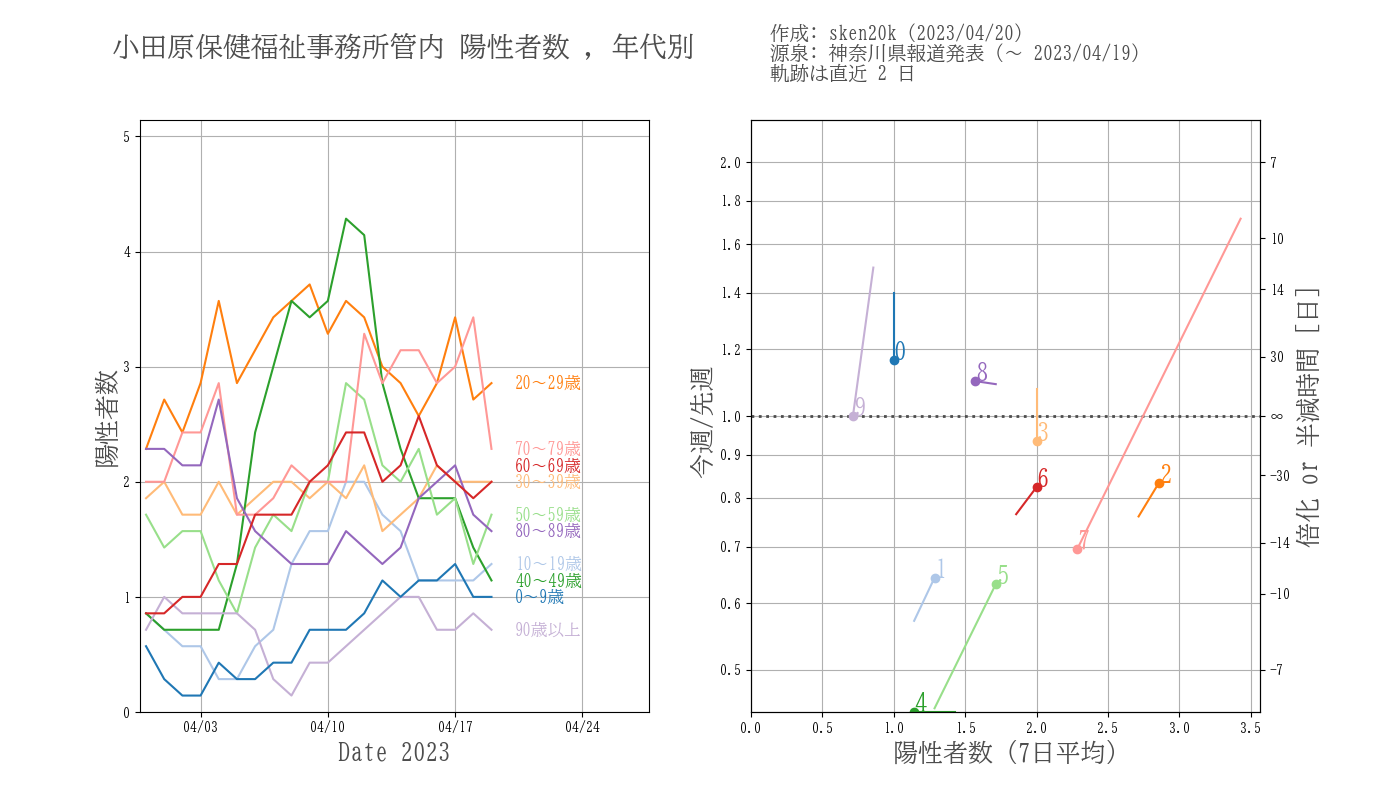 小田原保健福祉事務所管内 陽性者数 , 年代別
作成: sken20k (2023/04/20)
源泉: 神奈川県報道発表 (～ 2023/04/19)
軌跡は直近 2 日
陽性者数
5
4
3
2
1
0
04/03
04/10
04/17
04/24
Date 2023
20～29歳
70～79歳
60～69歳
30～39歳
50～59歳
80～89歳
10～19歳
40～49歳
0～9歳
90歳以上
今週/先週
2.0
1.8
1.6
1.4
1.2
1.0
0.9
0.8
0.7
0.6
0.5
0.0
0.5
1.0
1.5
2.0
2.5
3.0
3.5
陽性者数 (7日平均)
0
8
9
3
6
2
7
1
5
4
7
10
14
30
∞
−30
−14
−10
−7
倍化 or 半減時間 [日]